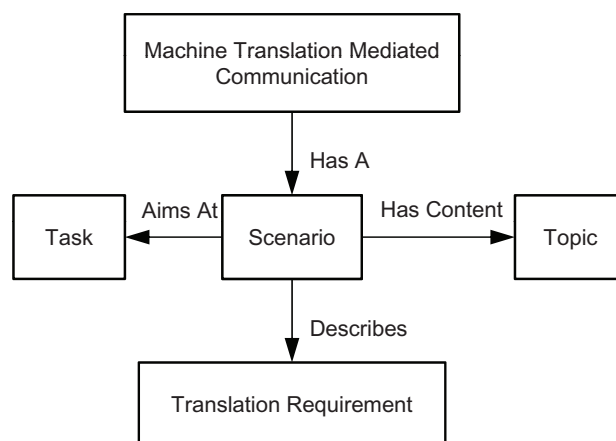 Machine Translation Mediated
Communication
Has A
Aims At
Has Content
Task
Scenario
Topic
Describes
Translation Requirement